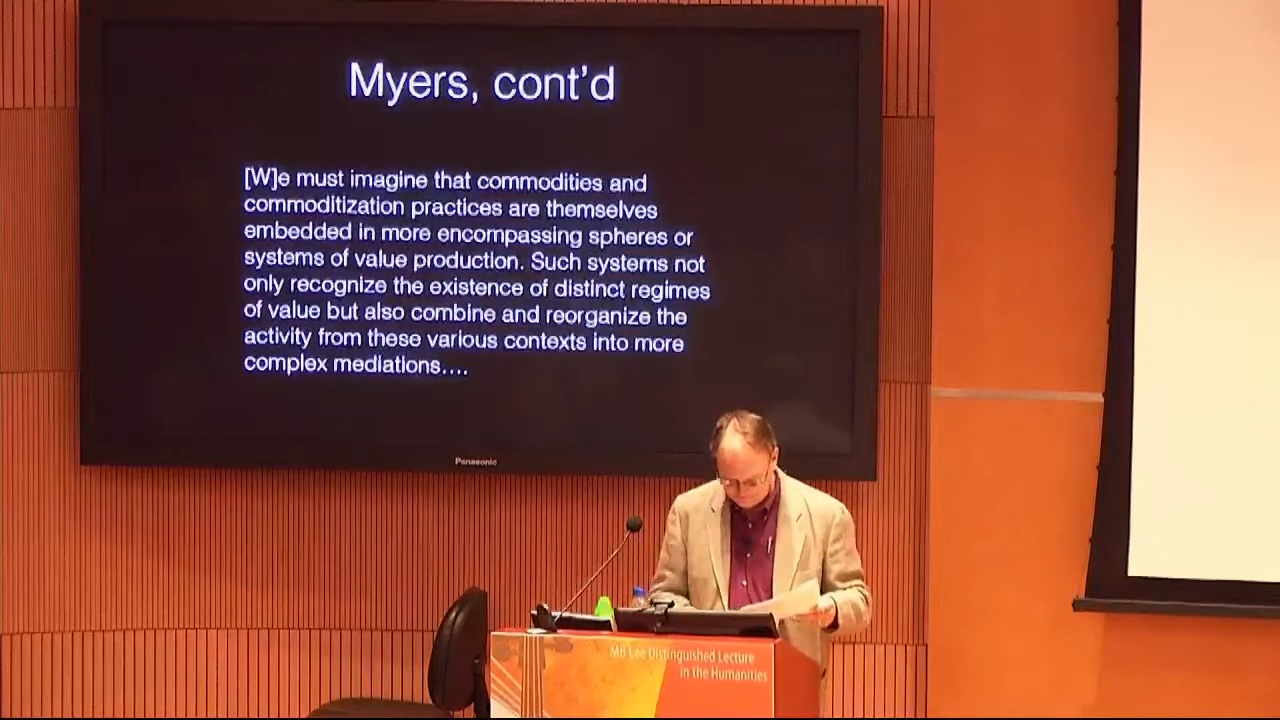 Myers, cont'd
[W]e must imagine that commodities and
commoditization practices are themselves
embedded in more encompassing spheres or
systems of value production. Such systems not
only recognize the existence of distinct regimes
of value but also combine and reorganize the
activity from these various contexts into more
complex mediations....
Panasonic
MB Lee Distinguished Lecture
in the Humanities